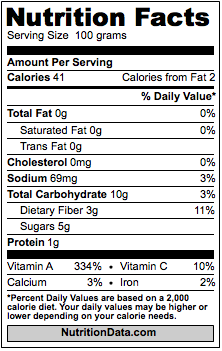 Nutrition Facts
Serving Size 100 grams
Amount Per Serving
Calories 41 Calories from Fat 2
% Daily Value*
Total Fat 0g 0%
Saturated Fat 0g 0%
Trans Fat 0g
Cholesterol 0mg 0%
Sodium 69mg 3%
Total Carbohydrate 10g 3%
Dietary Fiber 3g 11%
Sugars 5g
Protein 1g
Vitamin A 334% • Vitamin C 10%
Calcium 3% • Iron 2%
*Percent Daily Values are based on a 2,000
calorie diet. Your daily values may be higher or
lower depending on your calorie needs.
NutritionData.com